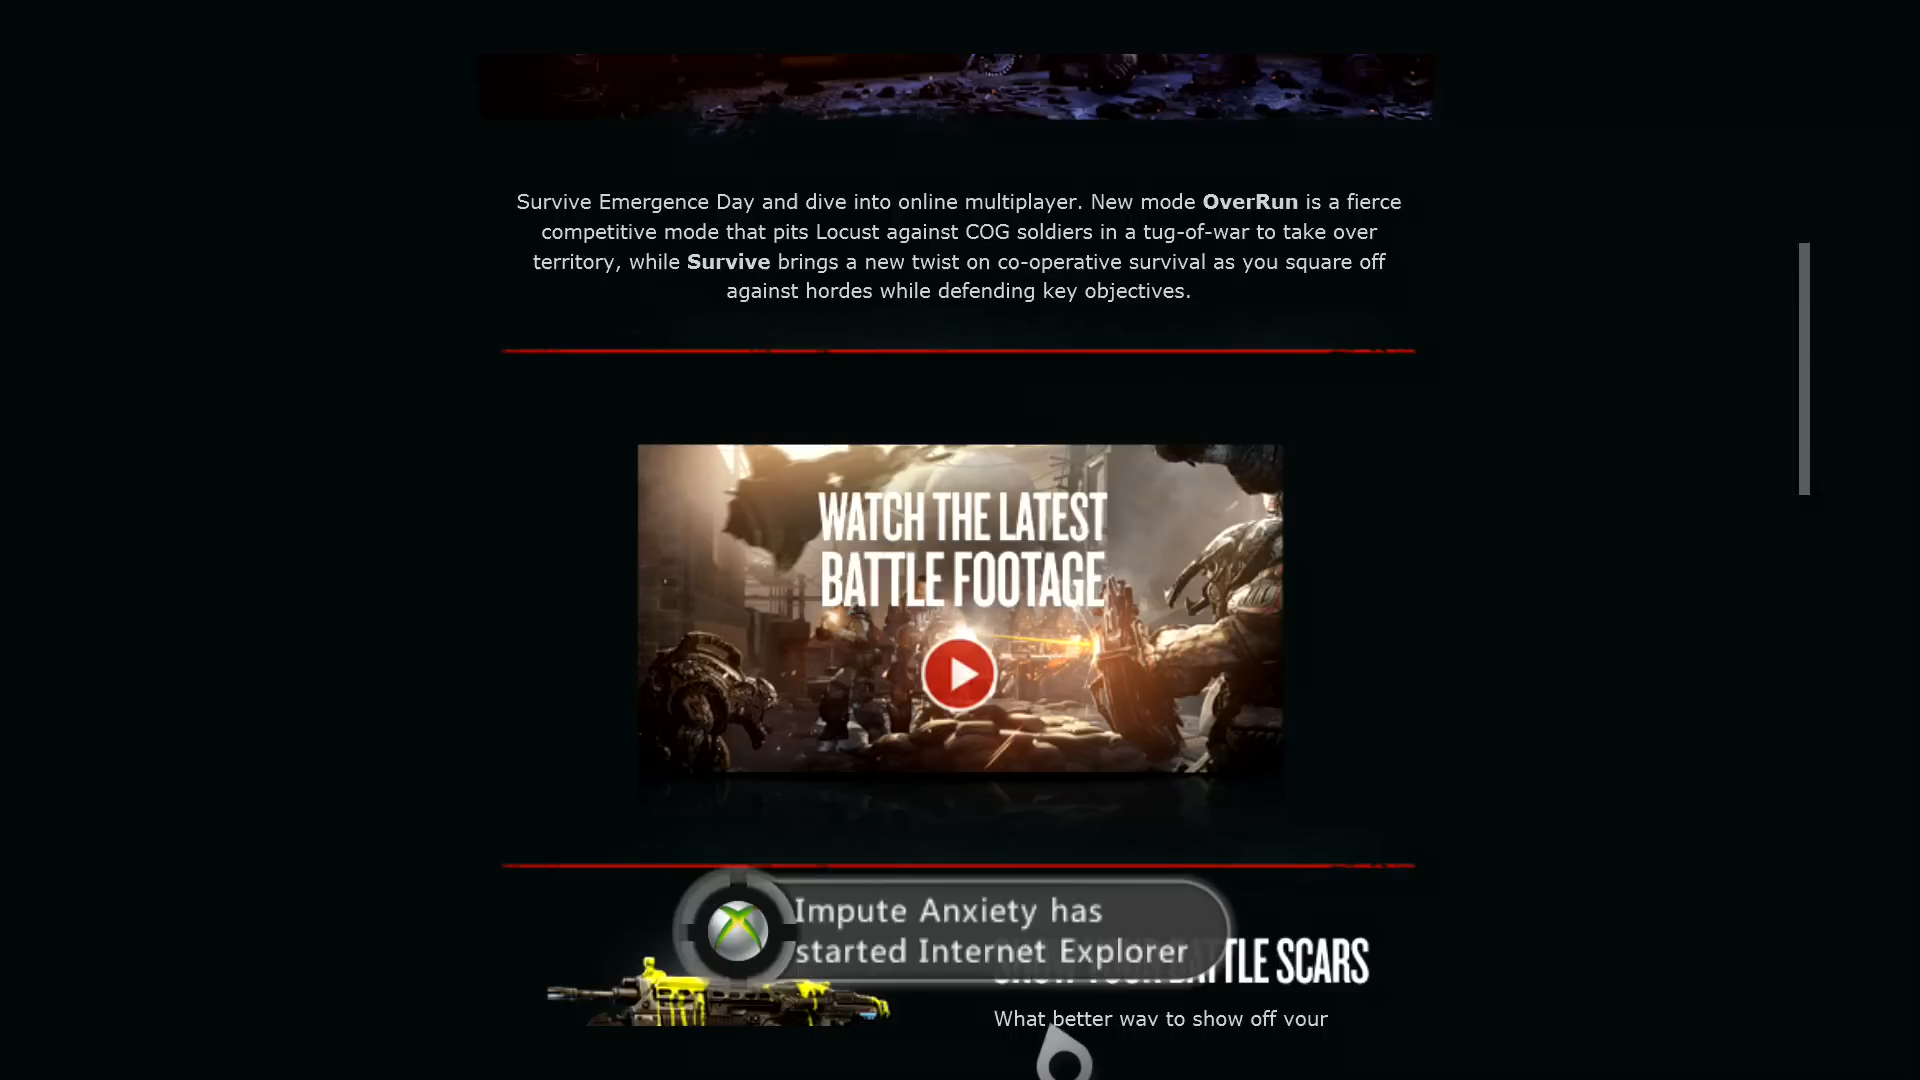 Survive Emergence Day and dive into online multiplayer. New mode OverRun is a fierce
competitive mode that pits Locust against COG soldiers in a tug-of-war to take over
territory, while Survive brings a new twist on co-operative survival as you square off
against hordes while defending key objectives.
WATCH THE LATEST
BATTLE FOOTAGE
Impute Anxiety has
started Internet Explorer
SHOW YOUR BATTLE SCARS
What better way to show off your